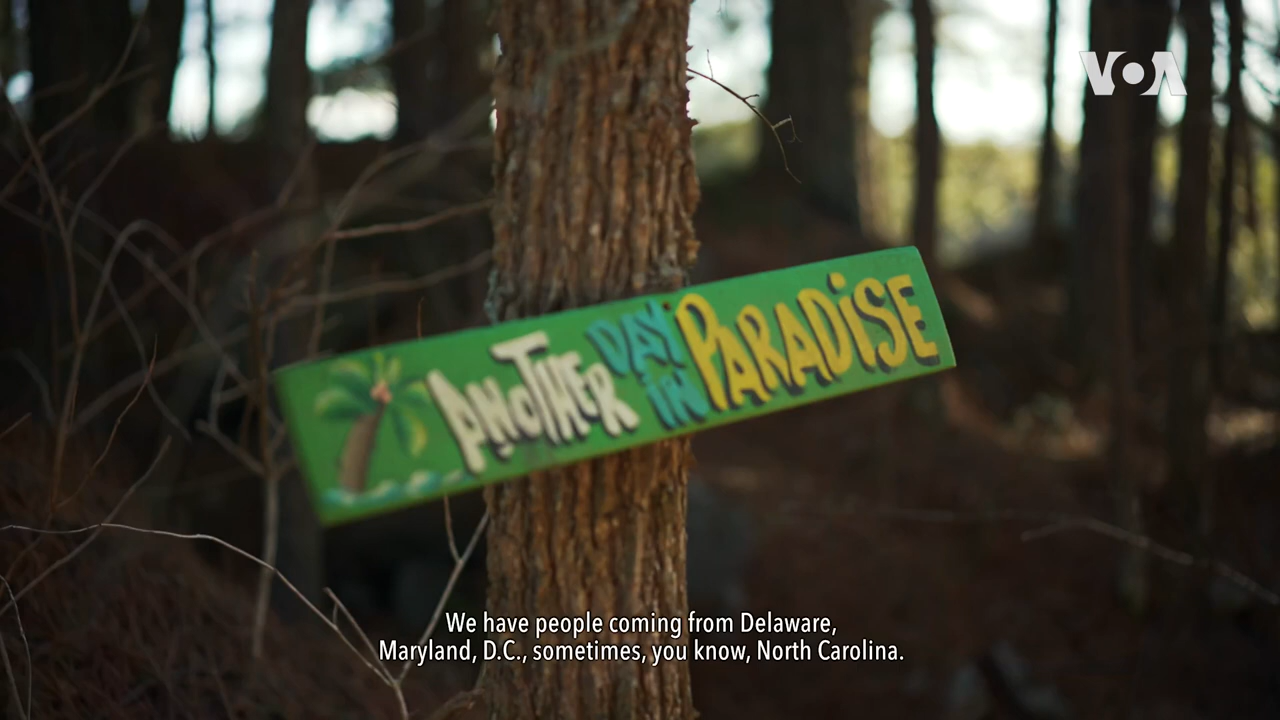 VOA
ANOTHER DAY IN PARADISE
We have people coming from Delaware,
Maryland, D.C., sometimes, you know, North Carolina.